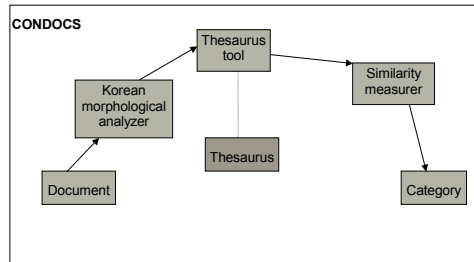 CONDOCS
Thesaurus
tool
Korean
morphological
analyzer
Similarity
measurer
Thesaurus
Document
Category